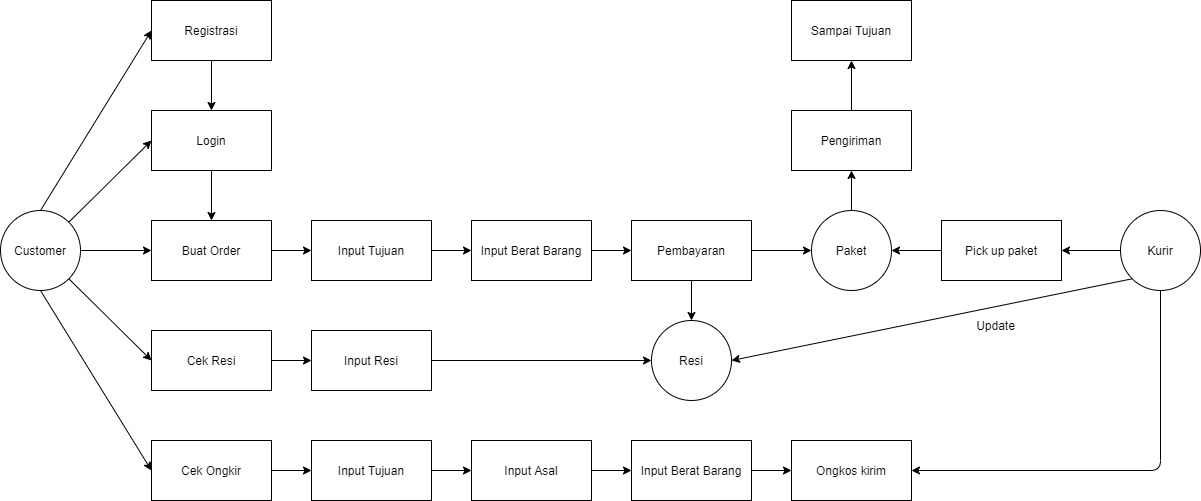 Registrasi
Sampai Tujuan
Login
Pengiriman
Customer
Buat Order
Input Tujuan
Input Berat Barang
Pembayaran
Paket
Pick up paket
Kurir
Update
Cek Resi
Input Resi
Resi
Cek Ongkir
Input Tujuan
Input Asal
Input Berat Barang
Ongkos kirim